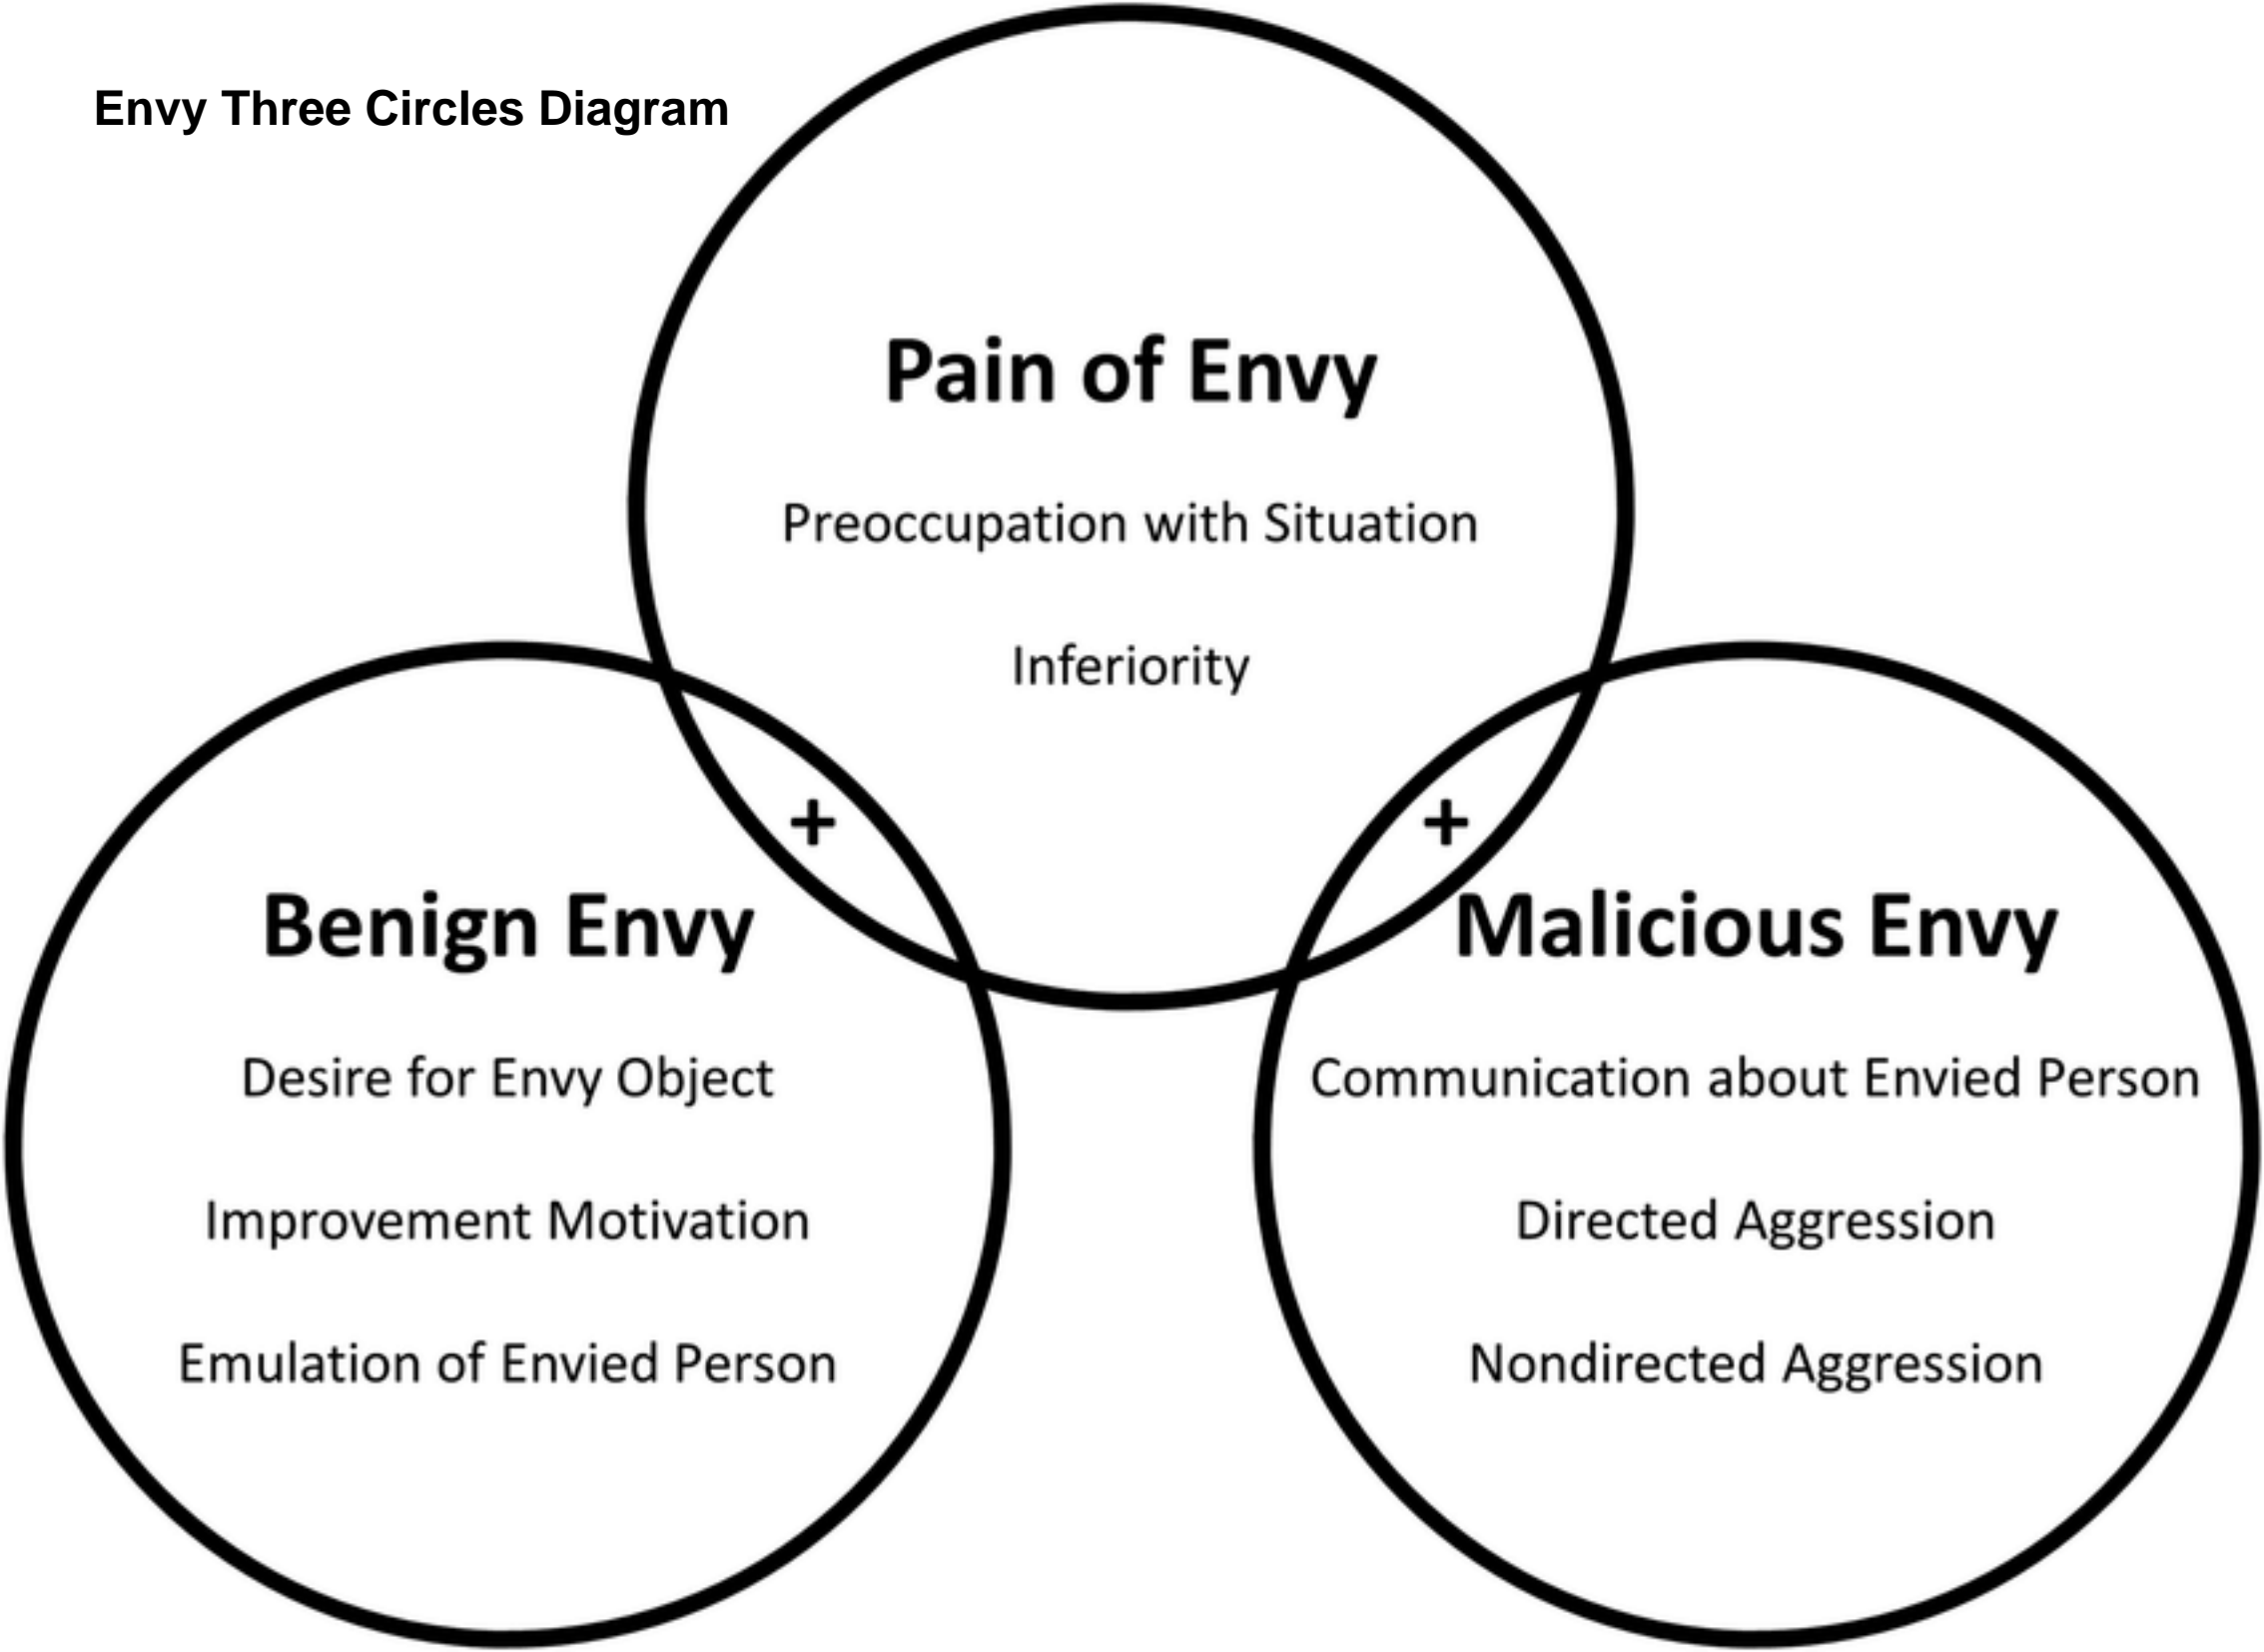 Envy Three Circles Diagram
Pain of Envy
Preoccupation with Situation
Inferiority
+
+
Benign Envy
Desire for Envy Object
Improvement Motivation
Emulation of Envied Person
Malicious Envy
Communication about Envied Person
Directed Aggression
Nondirected Aggression